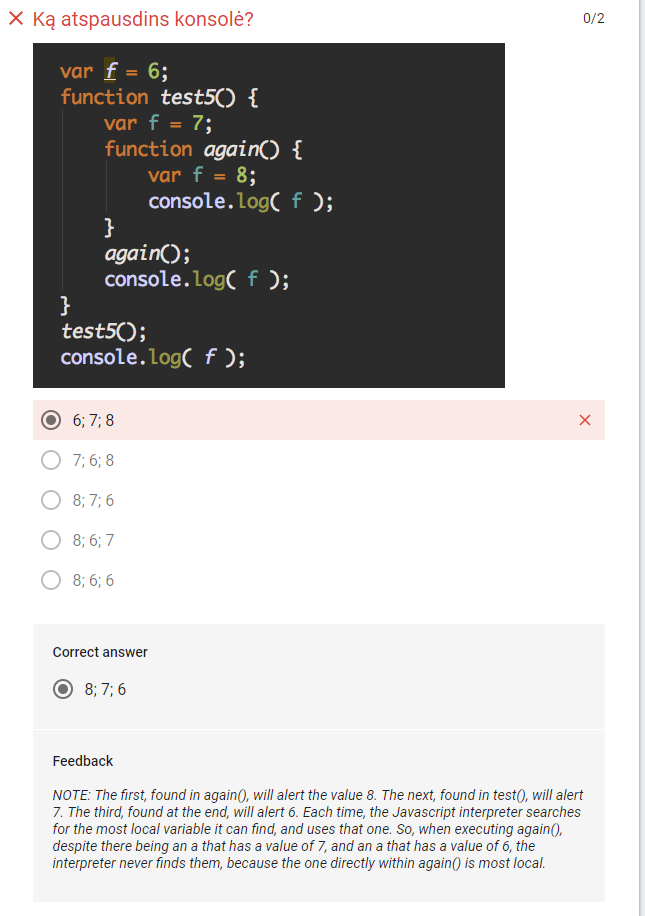 Ką atspausdins konsolė?
0/2
var f = 6;
function test5() {
var f = 7;
function again() {
var f = 8;
console.log( f );
}
again();
console.log( f );
}
test5();
console.log( f );
6; 7; 8
7; 6; 8
8; 7; 6
8; 6; 7
8; 6; 6
Correct answer
8; 7; 6
Feedback
NOTE: The first, found in again(), will alert the value 8. The next, found in test(), will alert
7. The third, found at the end, will alert 6. Each time, the Javascript interpreter searches
for the most local variable it can find, and uses that one. So, when executing again(),
despite there being an a that has a value of 7, and an a that has a value of 6, the
interpreter never finds them, because the one directly within again() is most local.